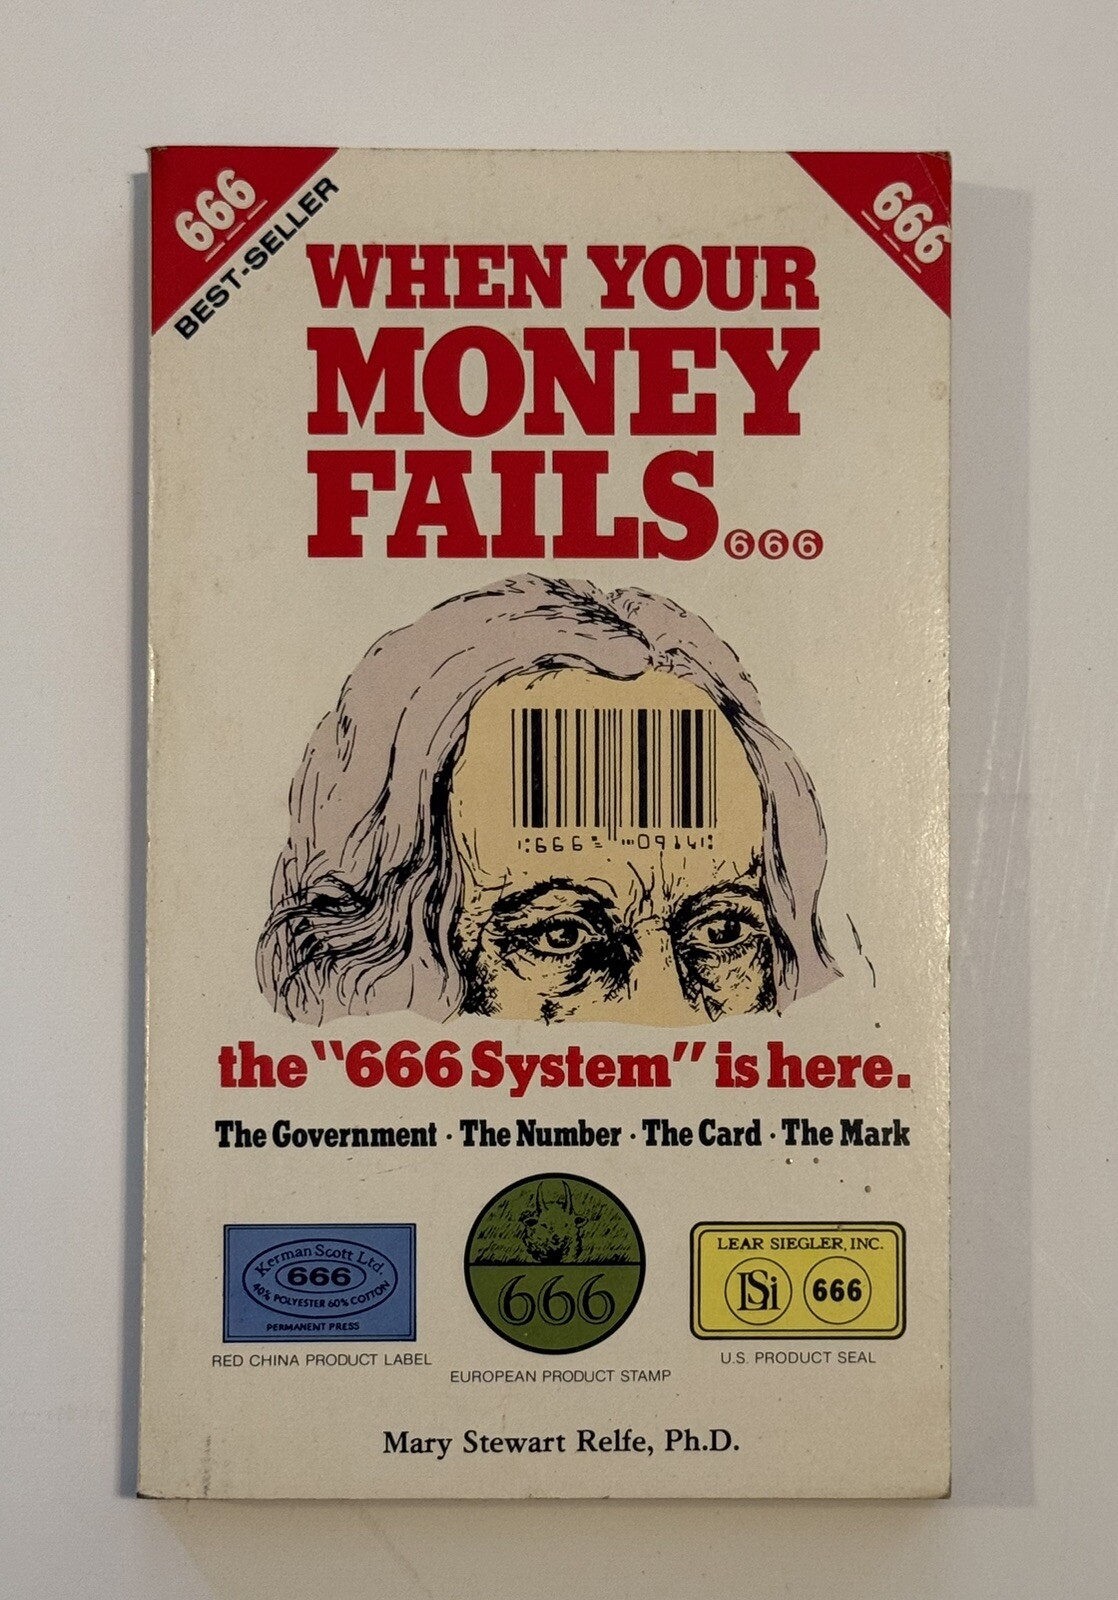 666
BEST-SELLER
666
WHEN YOUR
MONEY
FAILS...
666
the "666 System" is here.
The Government · The Number · The Card · The Mark
Kerman Scott Ltd.
666
40% POLYESTER 60% COTTON
PERMANENT PRESS
RED CHINA PRODUCT LABEL
666
EUROPEAN PRODUCT STAMP
LEAR SIEGLER, INC.
LSi 666
U.S. PRODUCT SEAL
Mary Stewart Relfe, Ph.D.